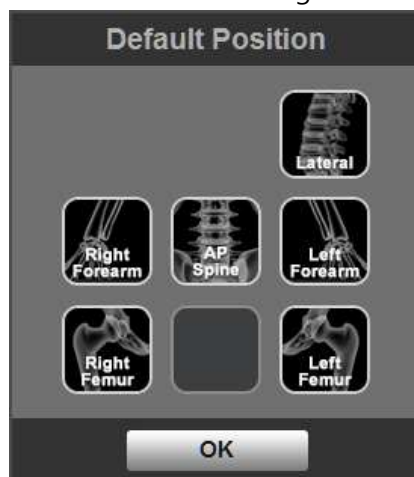 Default Position
Lateral
Right
Forearm
AP
Spine
Left
Forearm
Right
Femur
Left
Femur
OK